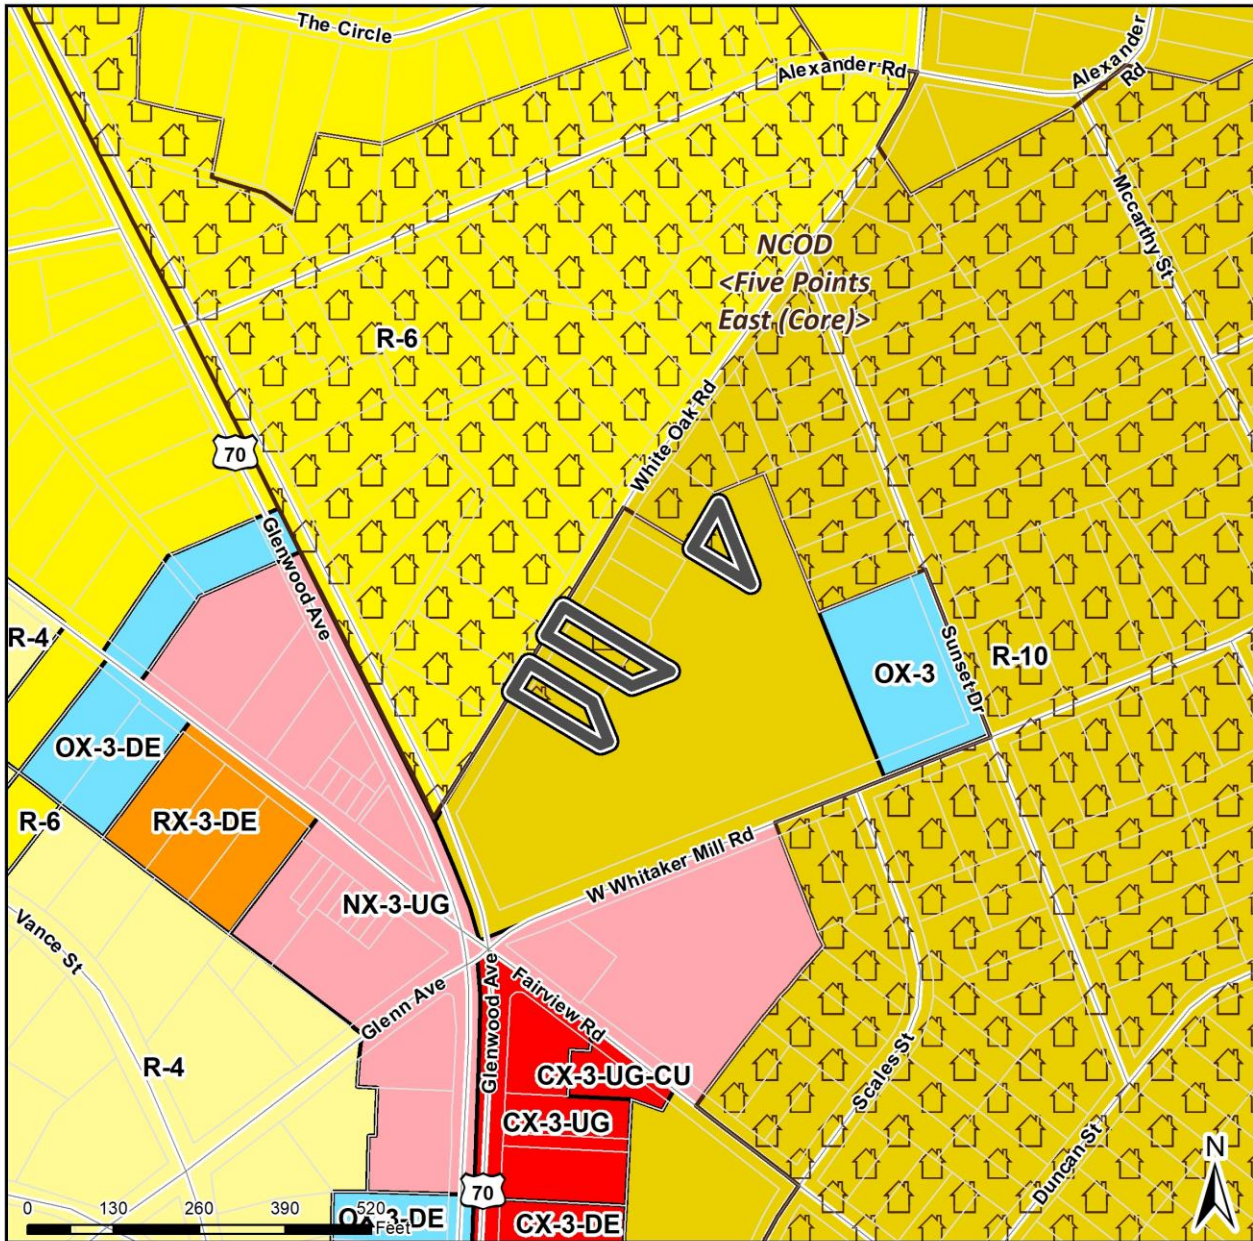 The Circle
Alexander Rd
Alexander
Rd
Mccarthy St
NCOD
<Five Points
East (Core)>
R-6
White Oak Rd
70
Glenwood Ave
R-4
Sunset Dr
R-10
OX-3
OX-3-DE
R-6
RX-3-DE
W Whitaker Mill Rd
NX-3-UG
Vance St
Glenn Ave
Glenwood Ave
Fairview Rd
R-4
CX-3-UG-CU
Scales St
CX-3-UG
Duncan St
N
70
0 130 260 390 520
Feet
OX-3-DE
CX-3-DE